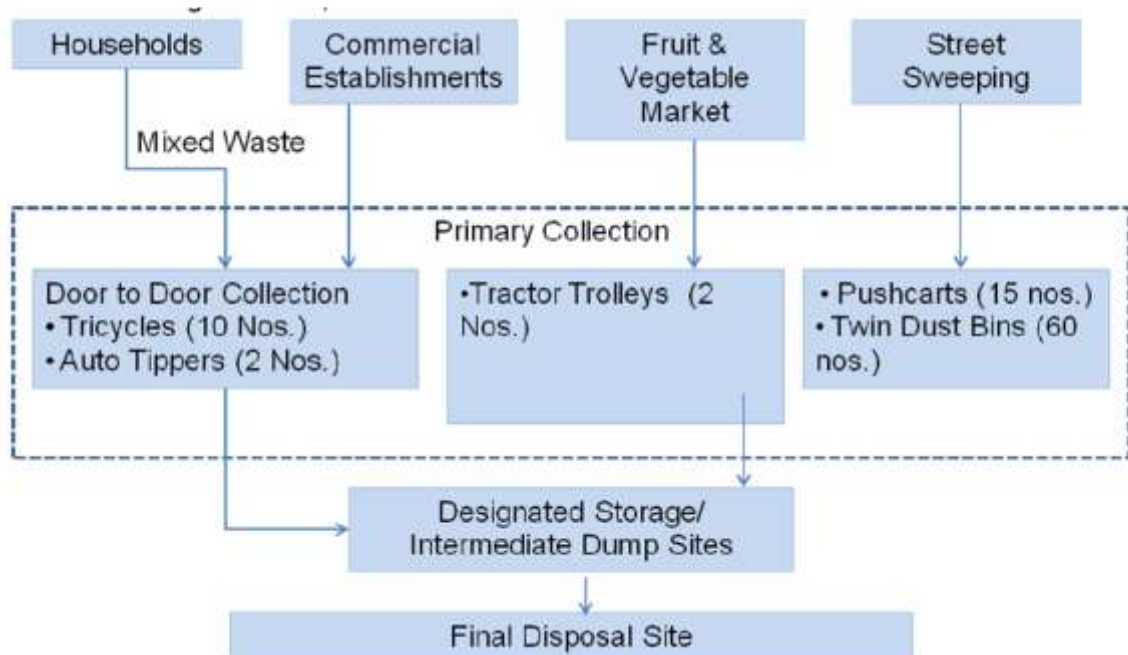 Households
Commercial
Establishments
Fruit &
Vegetable
Market
Street
Sweeping
Mixed Waste
Primary Collection
Door to Door Collection
• Tricycles (10 Nos.)
• Auto Tippers (2 Nos.)
•Tractor Trolleys (2
Nos.)
• Pushcarts (15 nos.)
• Twin Dust Bins (60
nos.)
Designated Storage/
Intermediate Dump Sites
Final Disposal Site